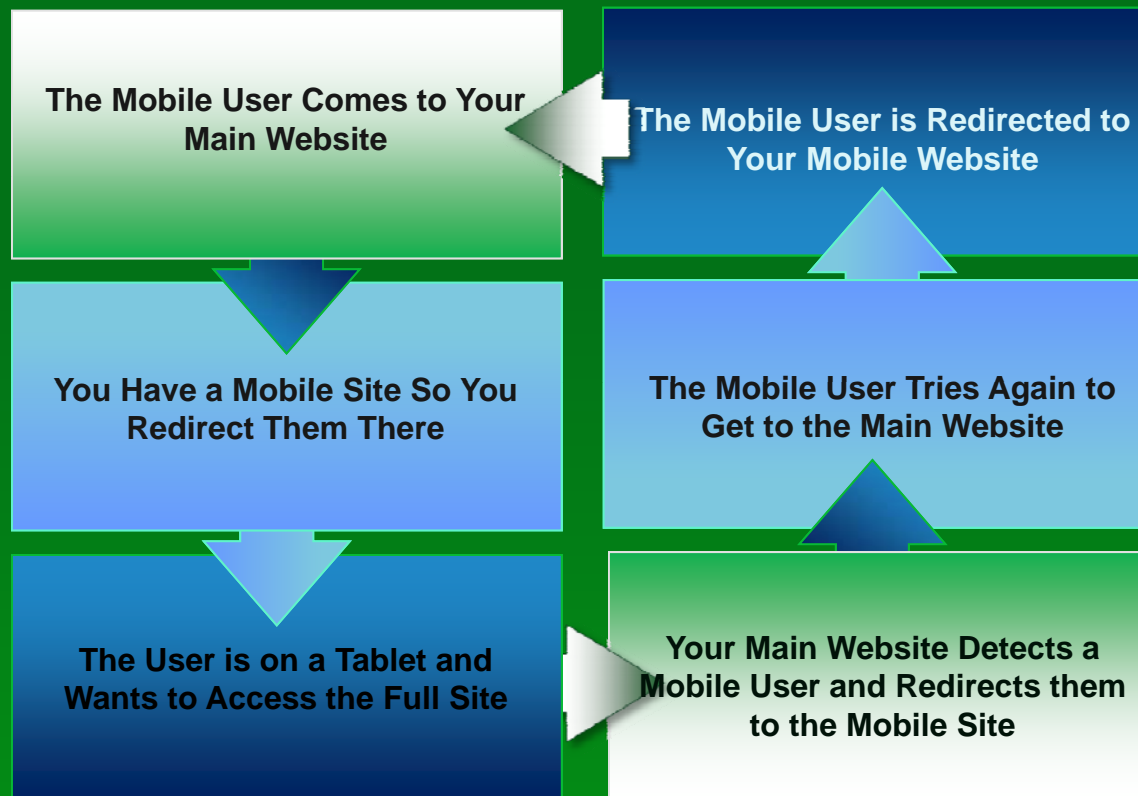 The Mobile User Comes to Your
Main Website
You Have a Mobile Site So You
Redirect Them There
The User is on a Tablet and
Wants to Access the Full Site
Your Main Website Detects a
Mobile User and Redirects them
to the Mobile Site
The Mobile User Tries Again to
Get to the Main Website
The Mobile User is Redirected to
Your Mobile Website